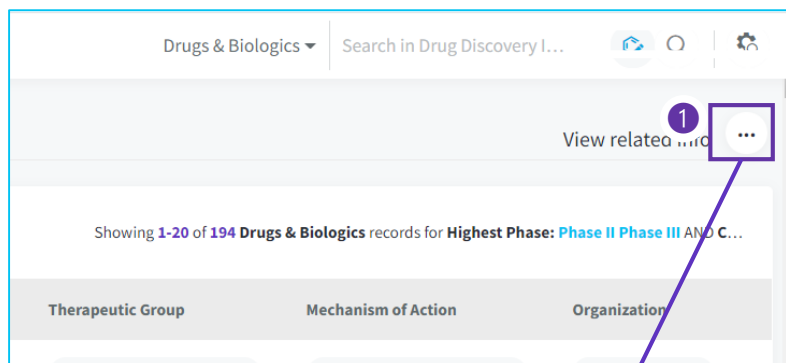 Drugs & Biologics Search in Drug Discovery I...
1
View related info ...
Showing 1-20 of 194 Drugs & Biologics records for Highest Phase: Phase II Phase III AND C...
Therapeutic Group Mechanism of Action Organization